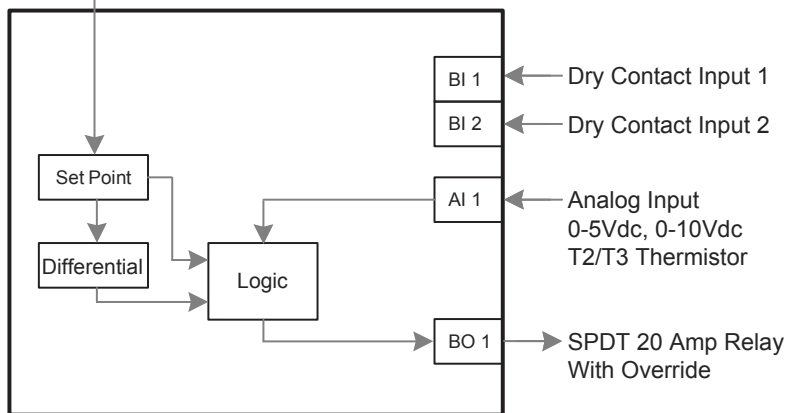 BI 1
Dry Contact Input 1
BI 2
Dry Contact Input 2
Set Point
AI 1
Analog Input
0-5Vdc, 0-10Vdc
T2/T3 Thermistor
Differential
Logic
BO 1
SPDT 20 Amp Relay
With Override